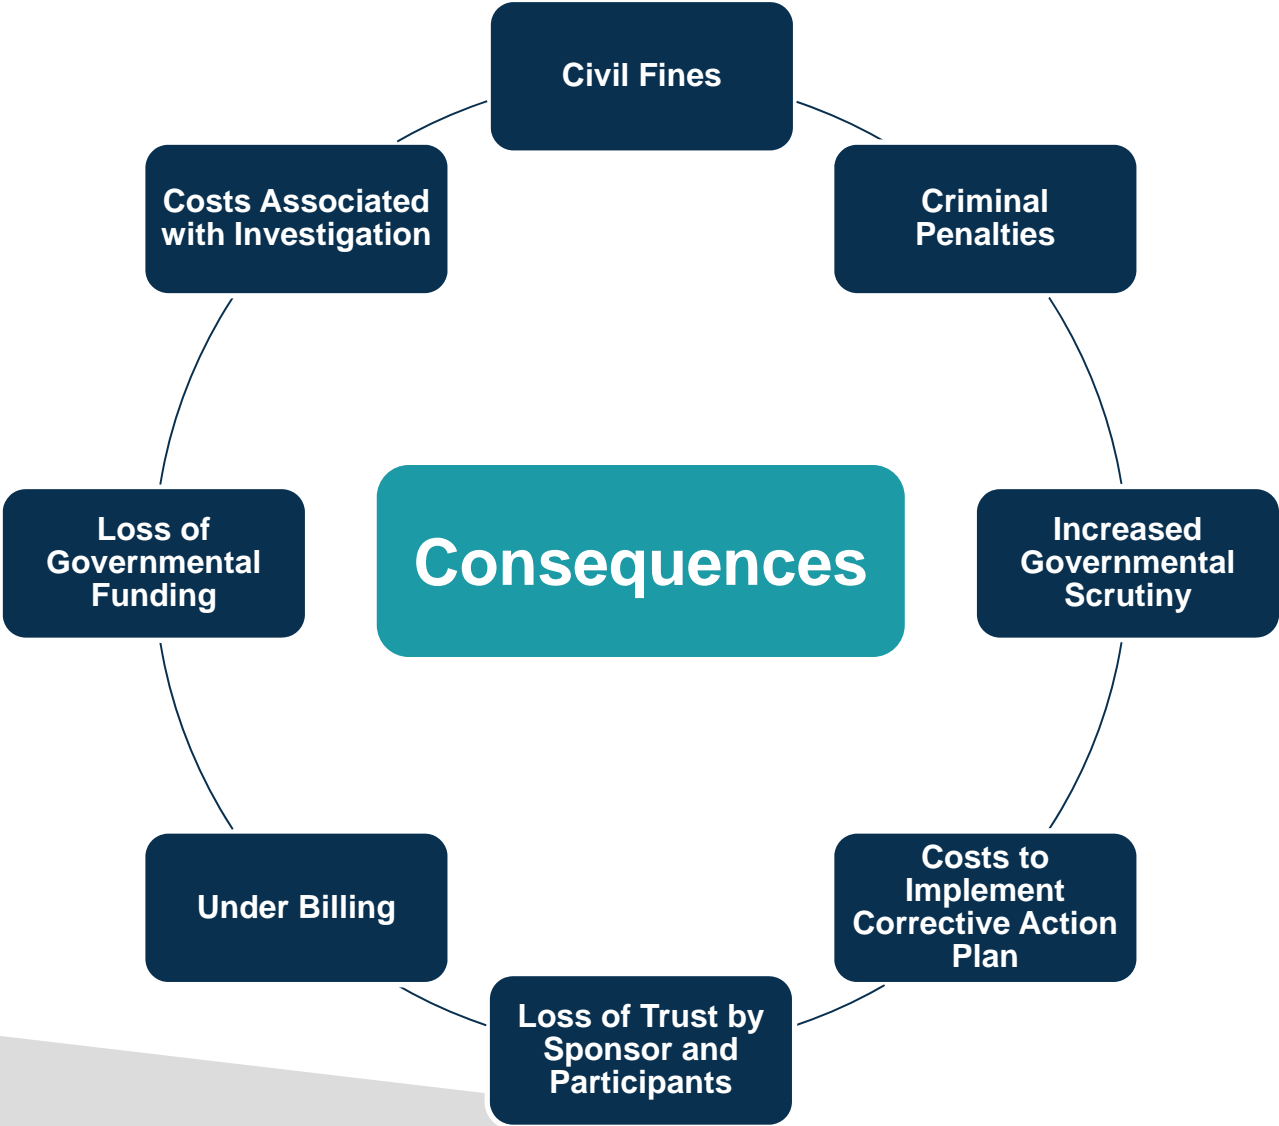 Civil Fines
Criminal
Penalties
Increased
Governmental
Scrutiny
Costs to
Implement
Corrective Action
Plan
Loss of Trust by
Sponsor and
Participants
Under Billing
Loss of
Governmental
Funding
Costs Associated
with Investigation
Consequences